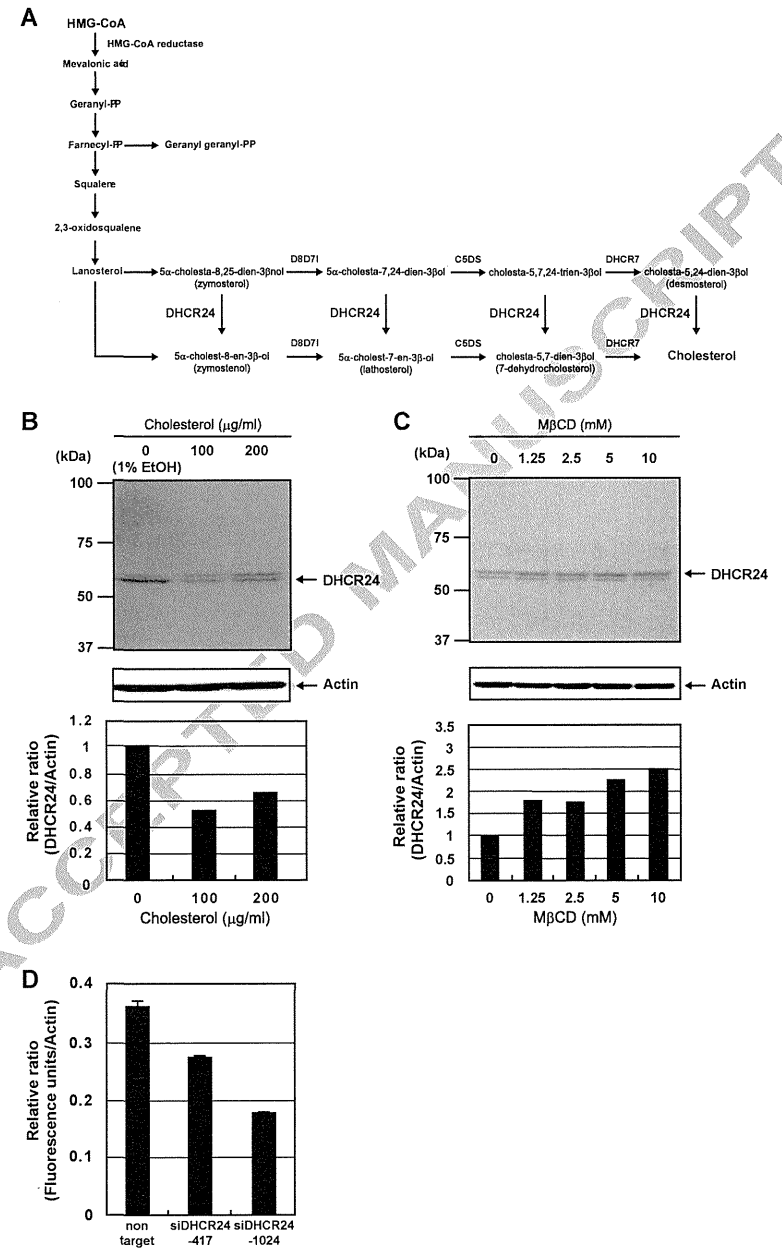 A
HMG-CoA
HMG-CoA reductase
Mevalonic acid
Geranyl-PP
Farnecyl-PP
Geranyl geranyl-PP
Squalene
2,3-oxidosqualene
D8D7I
C5DS
DHCR7
Lanosterol
5α-cholesta-8,25-dien-3βnol
5α-cholesta-7,24-dien-3βol
cholesta-5,7,24-trien-3βol
cholesta-5,24-dien-3βol
(zymosterol)
(desmosterol)
DHCR24
DHCR24
DHCR24
DHCR24
D8D7I
C5DS
DHCR7
5α-cholest-8-en-3β-ol
5α-cholest-7-en-3β-ol
cholesta-5,7-dien-3βol
Cholesterol
(zymostenol)
(lathosterol)
(7-dehydrocholesterol)
B
Cholesterol (μg/ml)
(kDa)
0
100
200
(1% EtOH)
100
75
50
37
DHCR24
Actin
Relative ratio
(DHCR24/Actin)
1.2
1
0.8
0.6
0.4
0.2
0
0
100
200
Cholesterol (μg/ml)
C
MβCD (mM)
(kDa)
0
1.25
2.5
5
10
100
75
50
37
DHCR24
Actin
Relative ratio
(DHCR24/Actin)
3.5
3
2.5
2
1.5
1
0.5
0
0
1.25
2.5
5
10
MβCD (mM)
D
Relative ratio
(Fluorescence units/Actin)
0.4
0.3
0.2
0.1
0
non
target
siDHCR24
-417
siDHCR24
-1024
ACCEPTED MANUSCRIPT